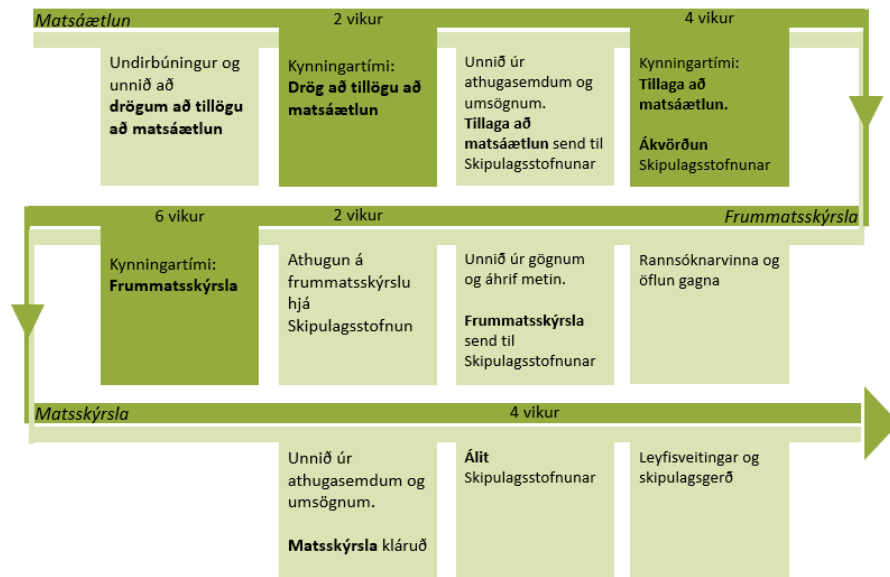 Matsáætlun
2 vikur
4 vikur
Undirbúningur og
unnið að
drögum að tillögu
að matsáætlun
Kynningartími:
Drög að tillögu að
matsáætlun
Unnið úr
athugasemdum og
umsögnum.
Tillaga að
matsáætlun send til
Skipulagsstofnunar
Kynningartími:
Tillaga að
matsáætlun.
Ákvörðun
Skipulagsstofnunar
6 vikur
2 vikur
Frummatsskýrsla
Kynningartími:
Frummatsskýrsla
Athugun á
frummatsskýrslu
hjá
Skipulagsstofnun
Unnið úr gögnum
og áhrif metin.
Frummatsskýrsla
send til
Skipulagsstofnunar
Rannsóknarvinna og
öflun gagna
Matsskýrsla
4 vikur
Unnið úr
athugasemdum og
umsögnum.
Matsskýrsla kláruð
Álit
Skipulagsstofnunar
Leyfisveitingar og
skipulagsgerð